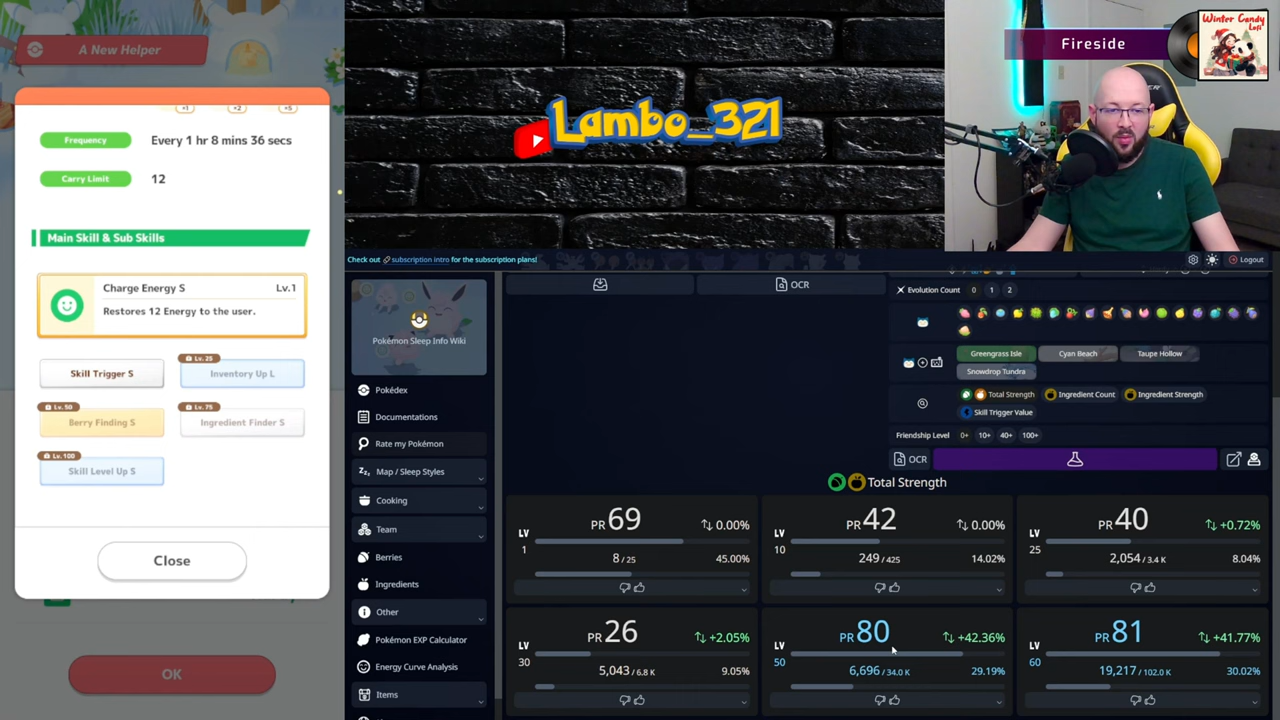 A New Helper
×1
×2
×5
Frequency
Every 1 hr 8 mins 36 secs
Carry Limit
12
Main Skill & Sub Skills
Charge Energy S
Lv.1
Restores 12 Energy to the user.
Skill Trigger S
Lv.25
Inventory Up L
Lv.50
Berry Finding S
Lv.75
Ingredient Finder S
Lv.100
Skill Level Up S
Close
OK
Lambo_321
Fireside
Winter Candy
Lofi
Check out subscription intro for the subscription plans!
Logout
Pokémon Sleep Info Wiki
Pokédex
Documentations
Rate my Pokémon
Map / Sleep Styles
Cooking
Team
Berries
Ingredients
Other
Pokémon EXP Calculator
Energy Curve Analysis
Items
OCR
Evolution Count
0 1 2
Greengrass Isle
Cyan Beach
Taupe Hollow
Snowdrop Tundra
Total Strength
Ingredient Count
Ingredient Strength
Skill Trigger Value
Friendship Level
0+ 10+ 40+ 100+
OCR
Total Strength
LV 1
PR 69
0.00%
8 / 25
45.00%
LV 10
PR 42
0.00%
249 / 425
14.02%
LV 25
PR 40
+0.72%
2,054 / 3.4 K
8.04%
LV 30
PR 26
+2.05%
5,043 / 6.8 K
9.05%
LV 50
PR 80
+42.36%
6,696 / 34.0 K
29.19%
LV 60
PR 81
+41.77%
19,217 / 102.0 K
30.02%